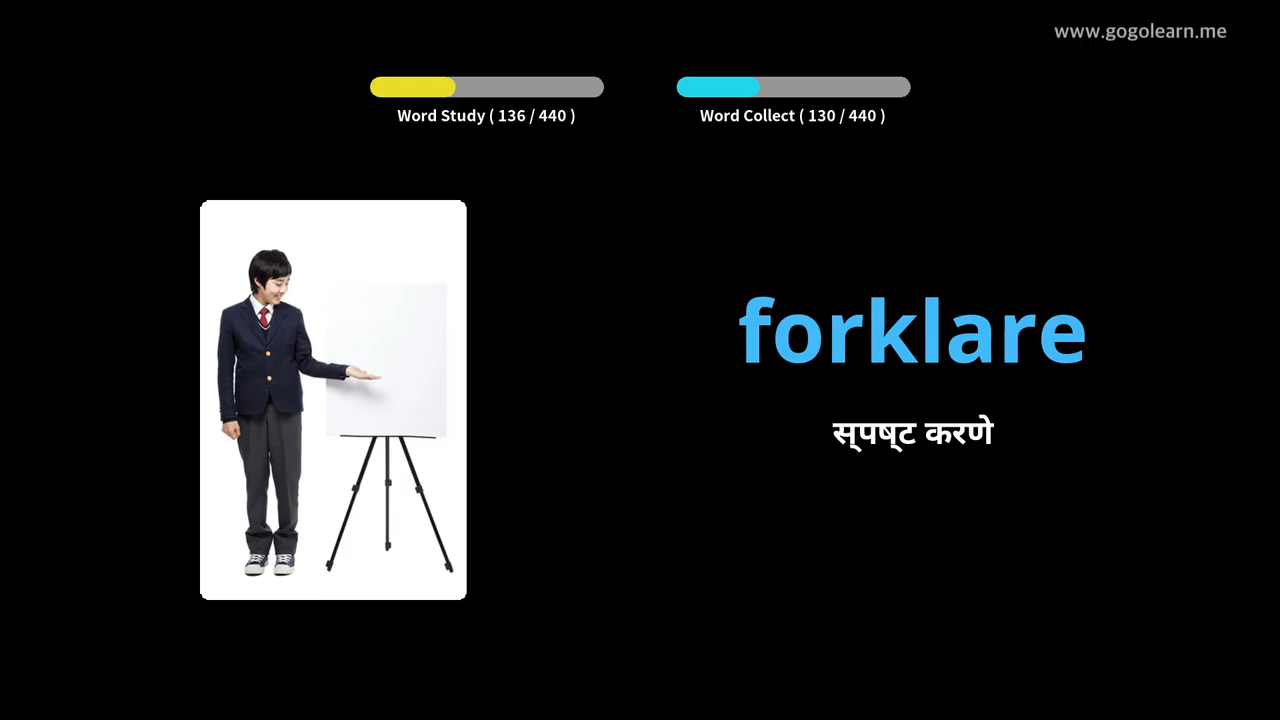 www.gogolearn.me
Word Study ( 136 / 440 )
Word Collect ( 130 / 440 )
forklare
स्पष्ट करणे